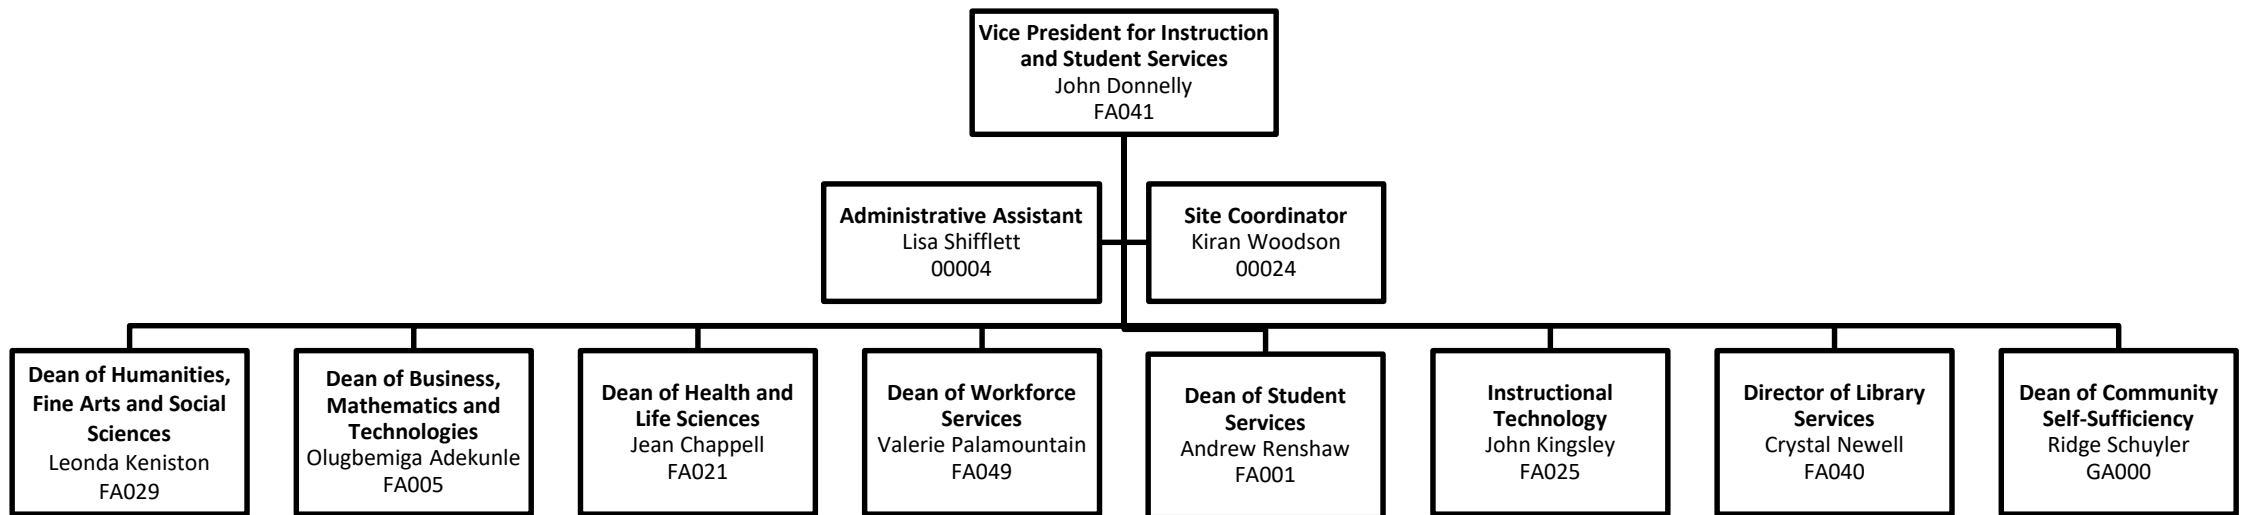 Vice President for Instruction
and Student Services
John Donnelly
FA041
Administrative Assistant
Lisa Shifflett
00004
Site Coordinator
Kiran Woodson
00024
Dean of Humanities,
Fine Arts and Social
Sciences
Leonda Keniston
FA029
Dean of Business,
Mathematics and
Technologies
Olugbemiga Adekunle
FA005
Dean of Health and
Life Sciences
Jean Chappell
FA021
Dean of Workforce
Services
Valerie Palamountain
FA049
Dean of Student
Services
Andrew Renshaw
FA001
Instructional
Technology
John Kingsley
FA025
Director of Library
Services
Crystal Newell
FA040
Dean of Community
Self-Sufficiency
Ridge Schuyler
GA000